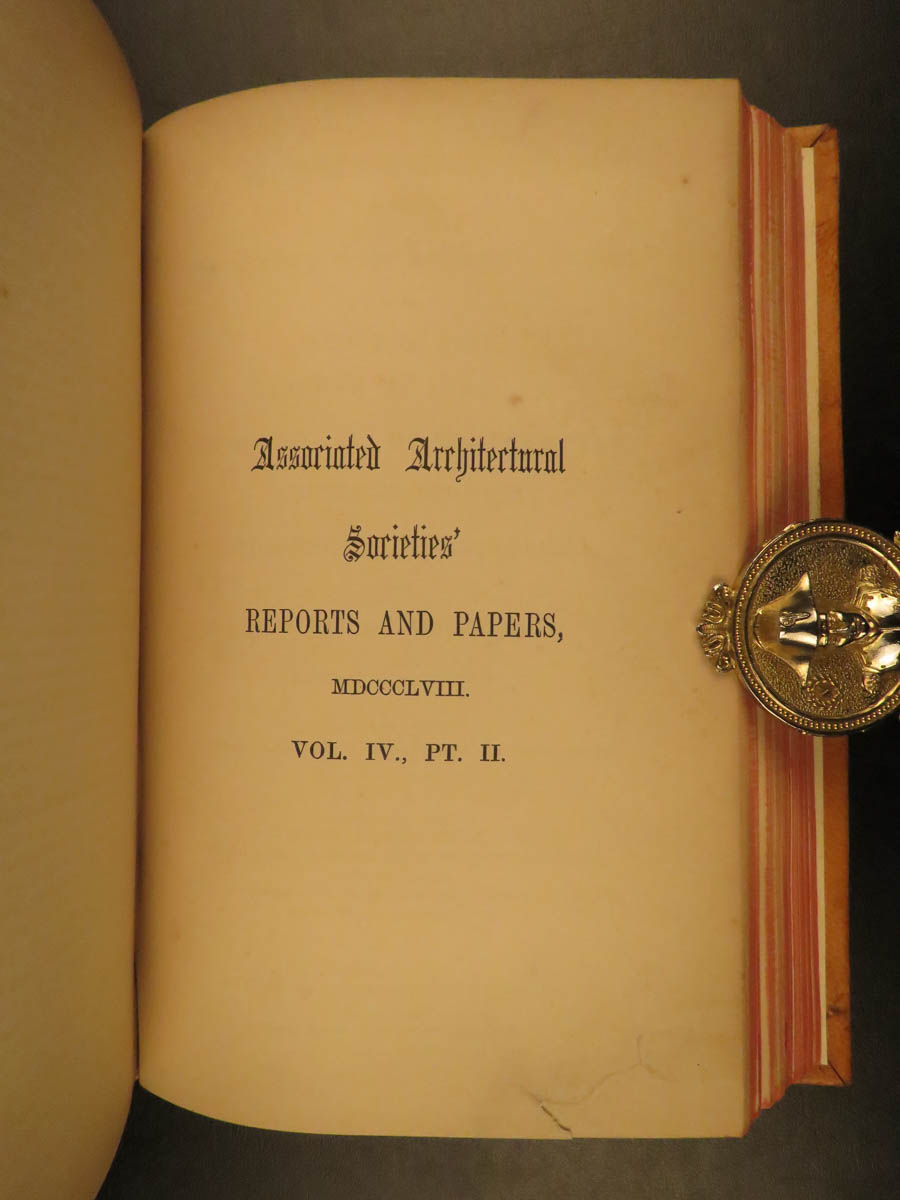 Associated Architectural
Societies'
REPORTS AND PAPERS,
MDCCCLVIII.
VOL. IV., PT. II.